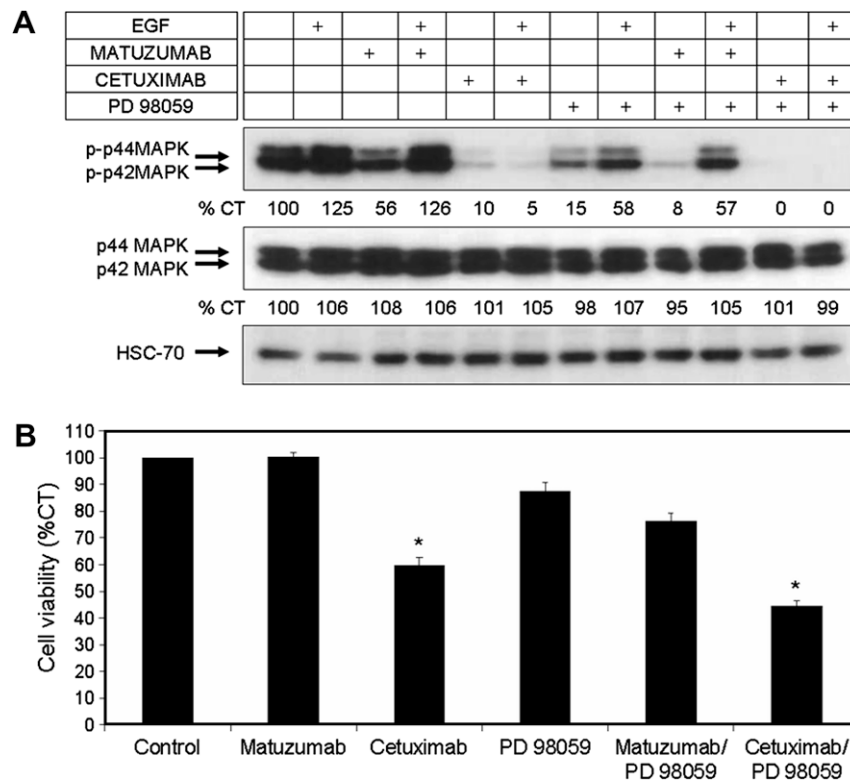 A
EGF + + + + + +
MATUZUMAB + + + +
CETUXIMAB + + + +
PD 98059 + + + + + +
p-p44MAPK
p-p42MAPK
% CT 100 125 56 126 10 5 15 58 8 57 0 0
p44 MAPK
p42 MAPK
% CT 100 106 108 106 101 105 98 107 95 105 101 99
HSC-70
B
Cell viability (%CT)
110
100
90
80
70
60
50
40
30
20
10
0
*
*
Control Matuzumab Cetuximab PD 98059 Matuzumab/ Cetuximab/
PD 98059 PD 98059